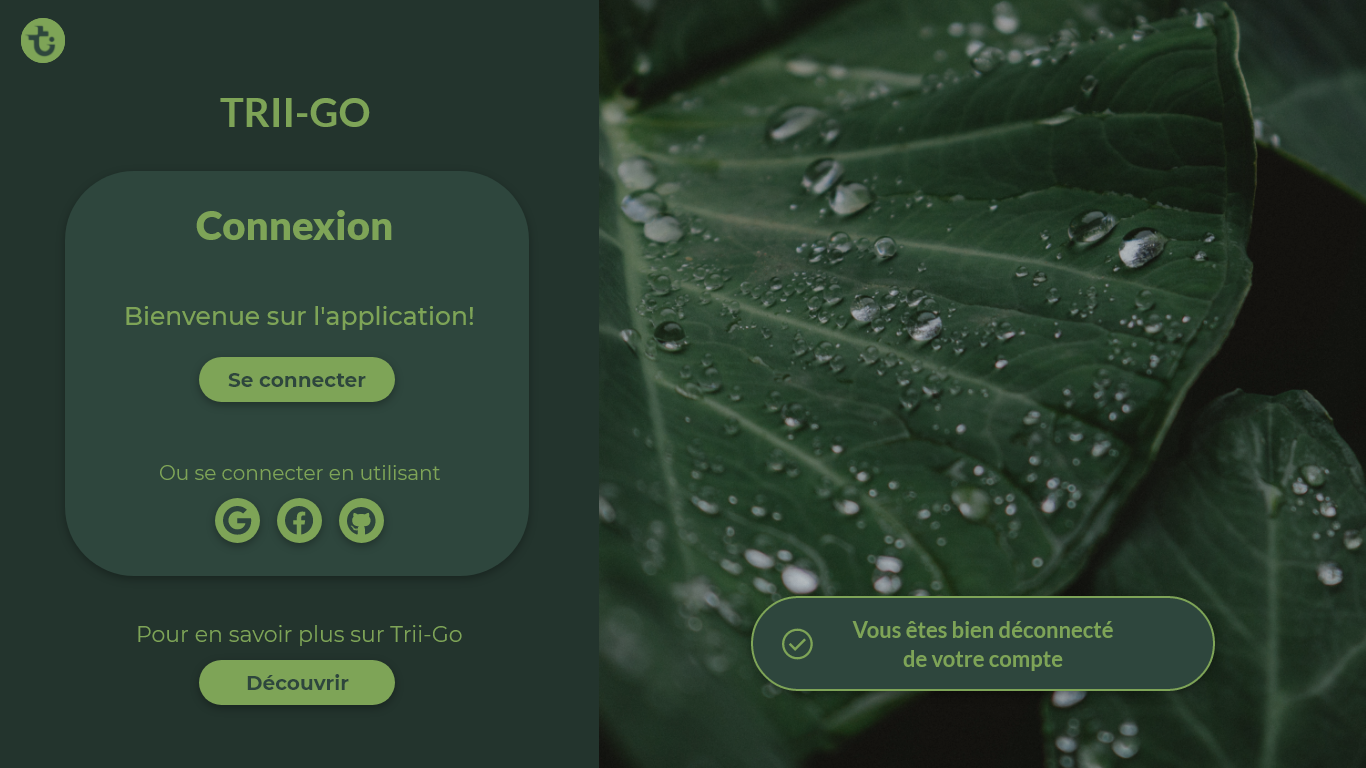 TRII-GO
Connexion
Bienvenue sur l'application!
Se connecter
Ou se connecter en utilisant
Pour en savoir plus sur Trii-Go
Découvrir
Vous êtes bien déconnecté
de votre compte